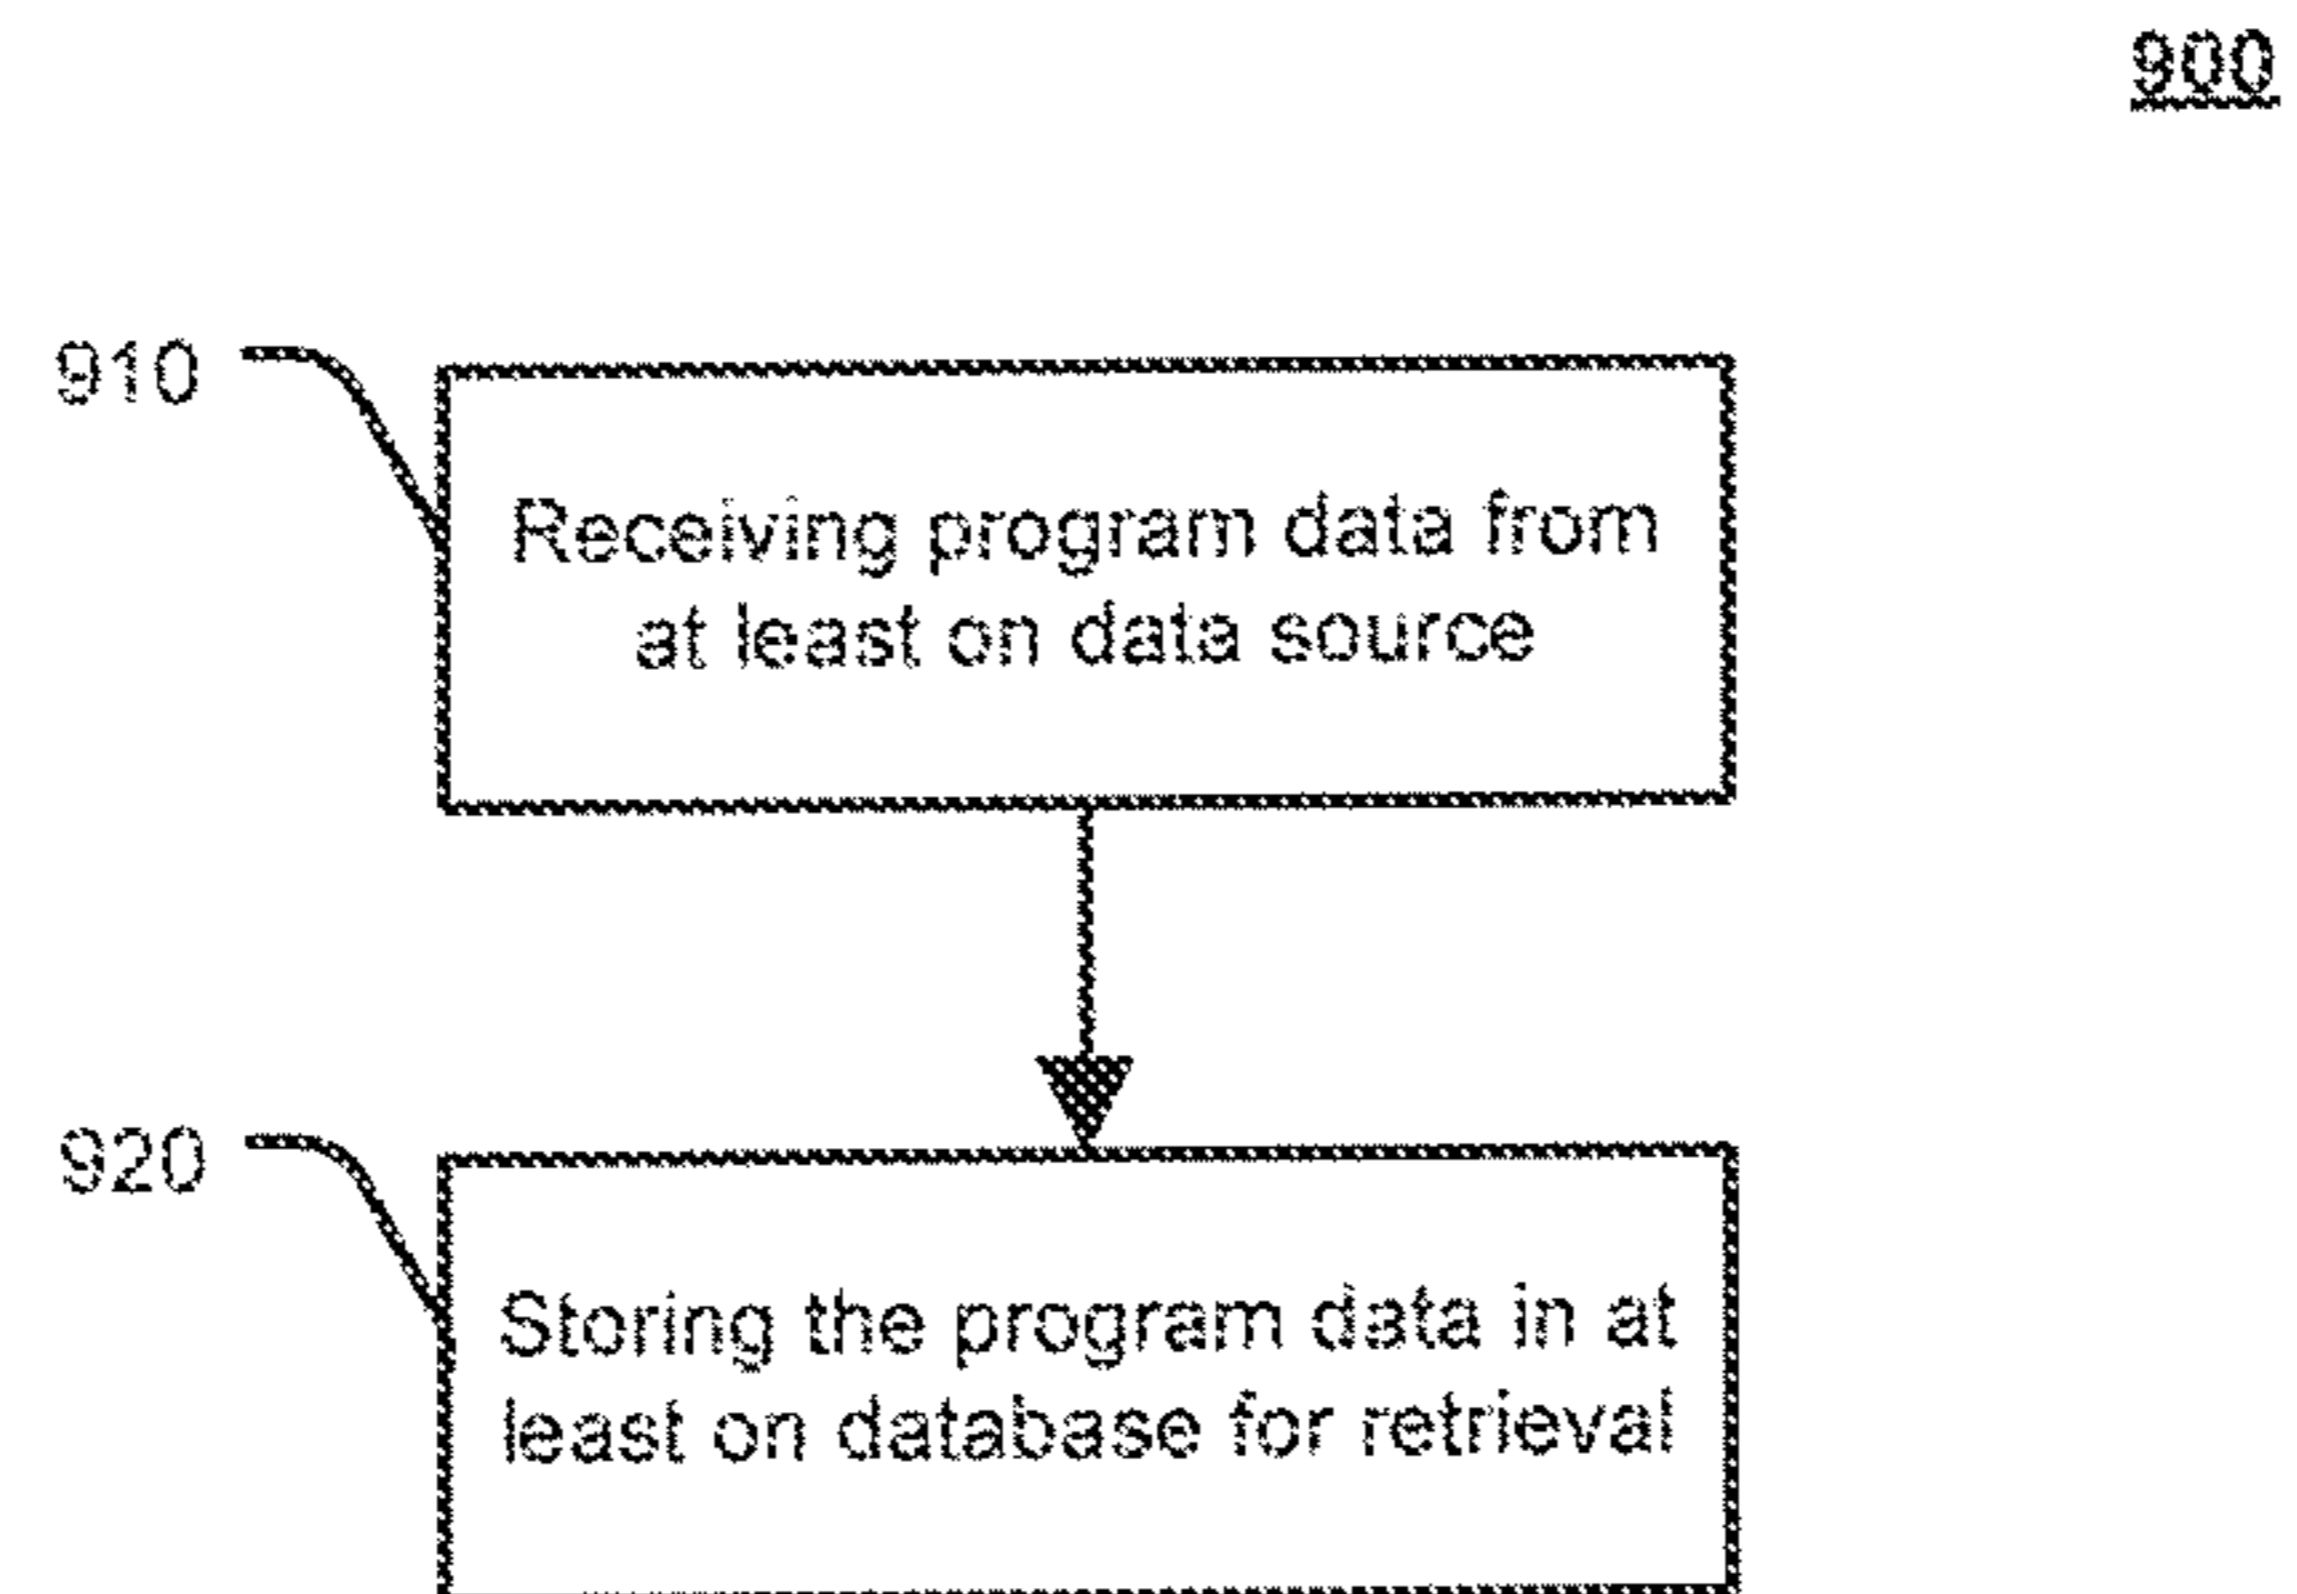 900
910
Receiving program data from
at least on data source
920
Storing the program data in at
least on database for retrieval